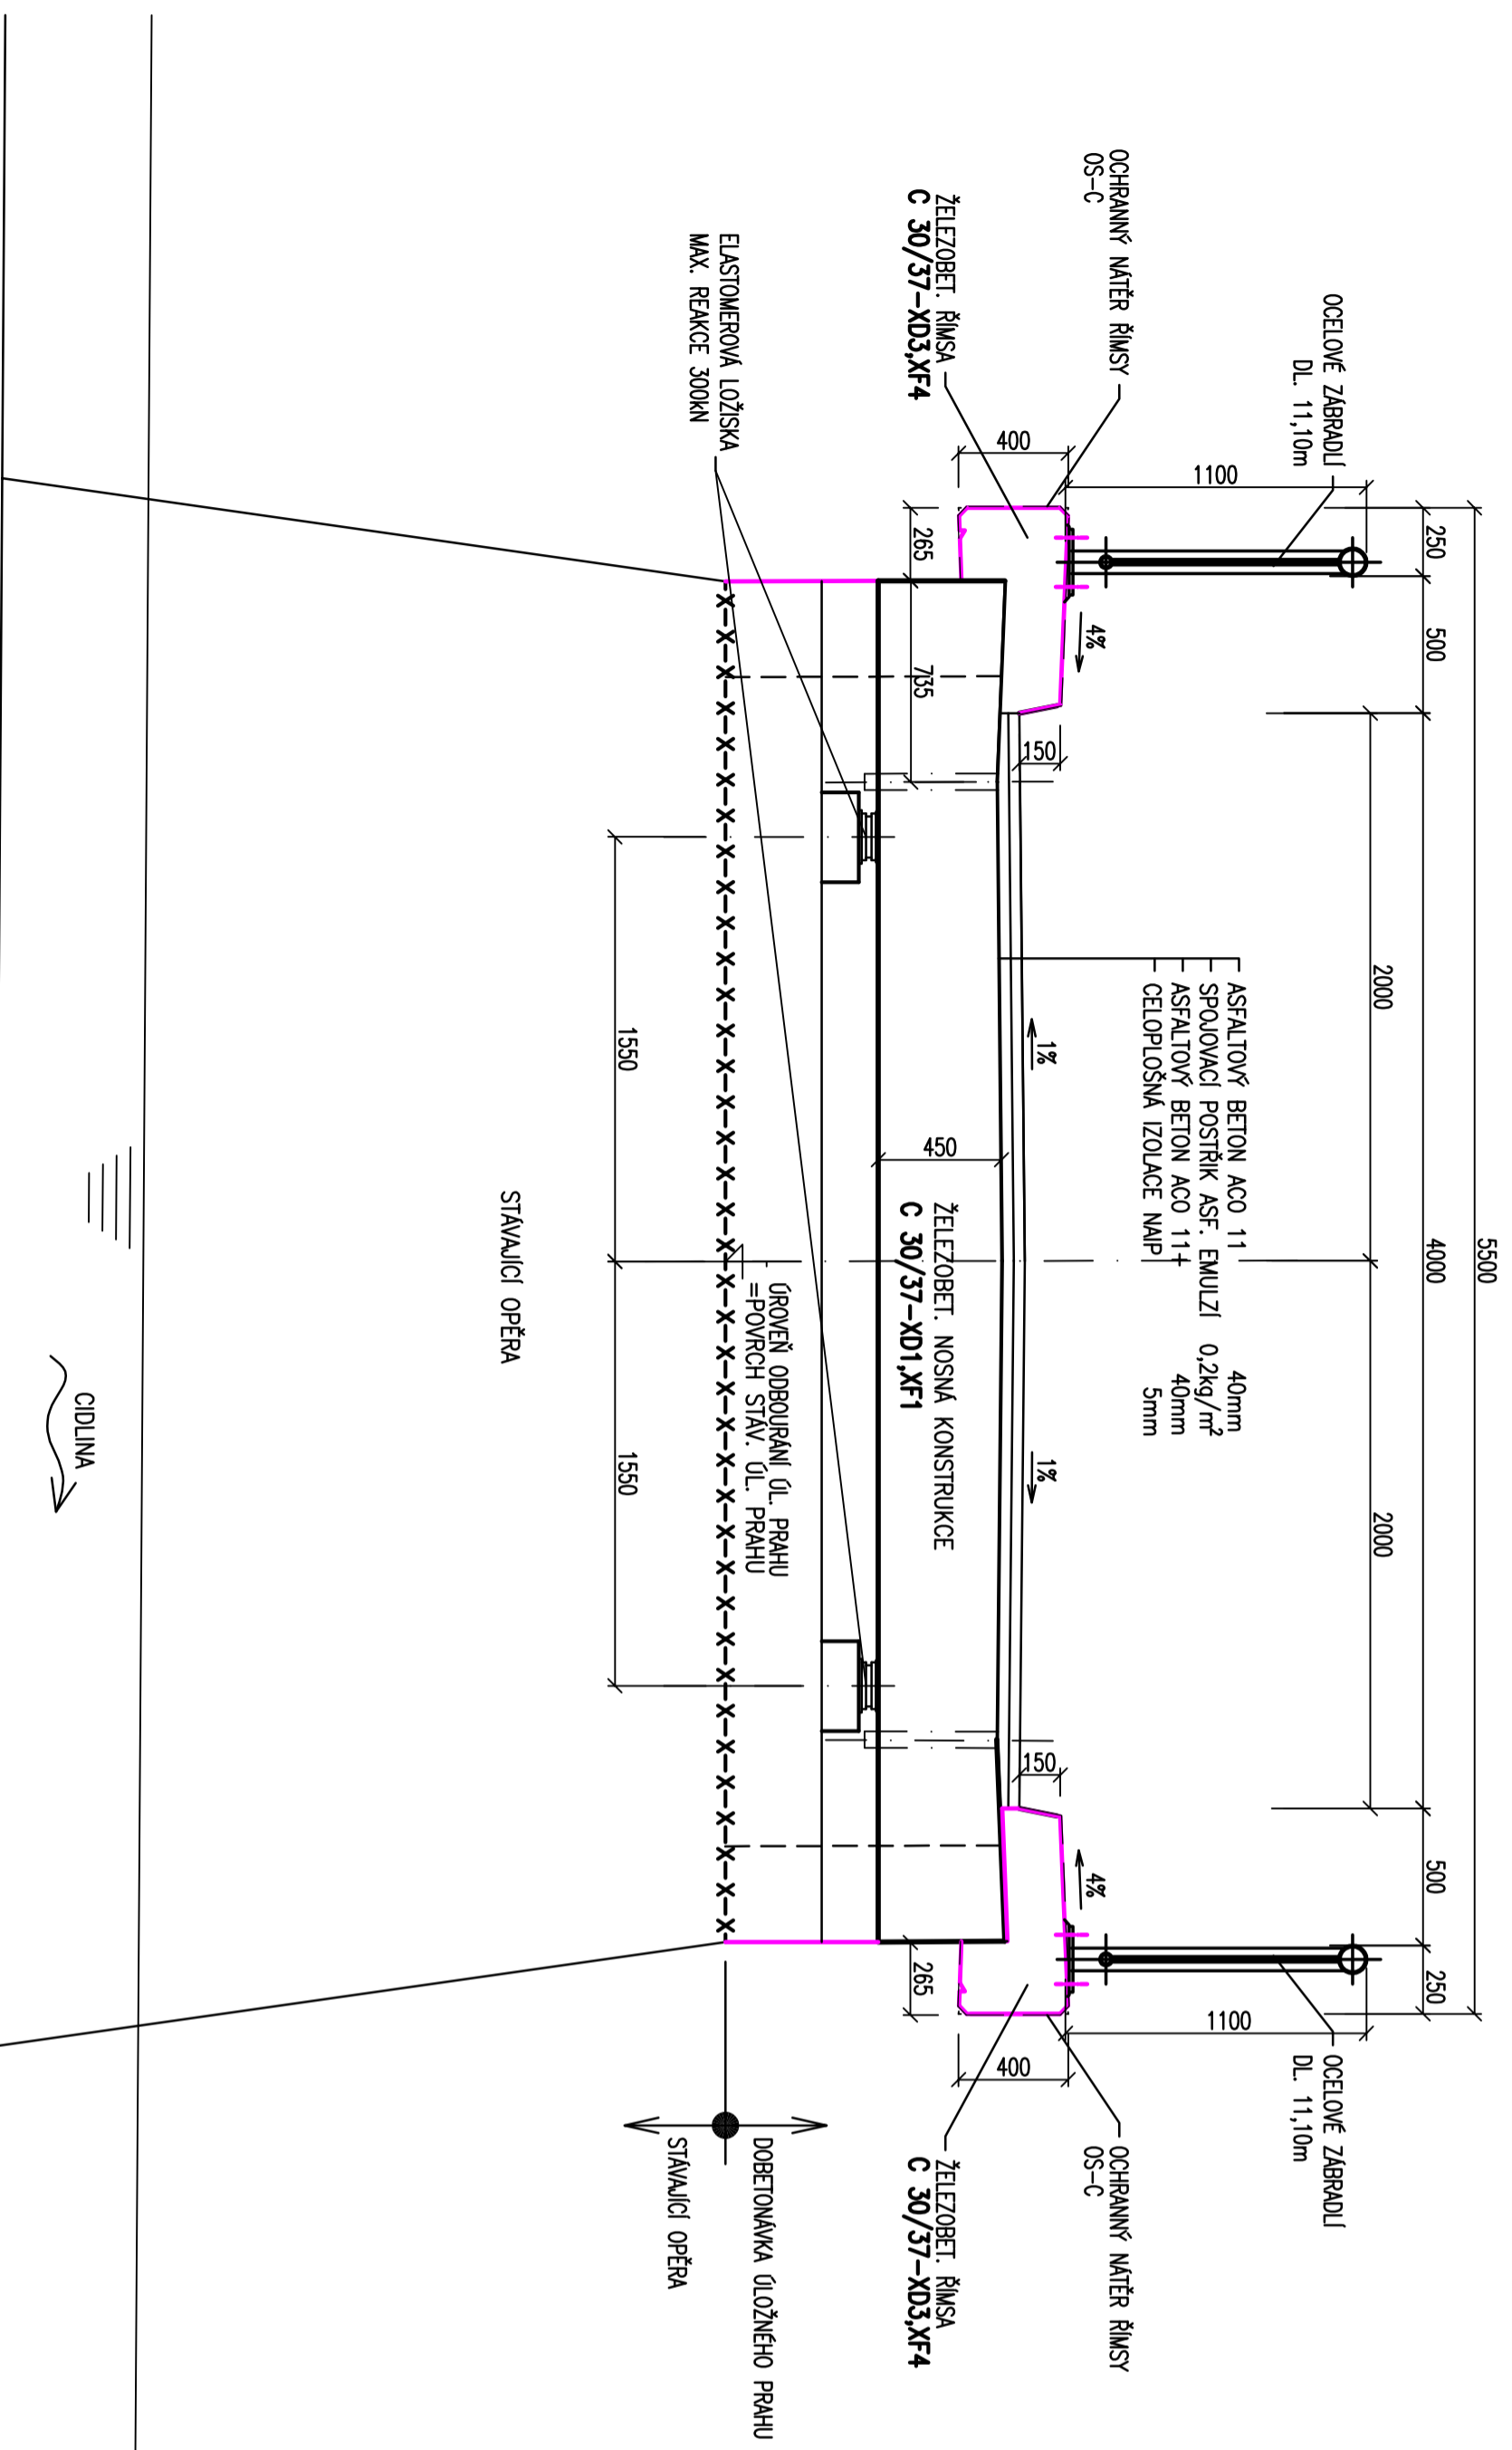 5500
250
500
4000
500
250
2000
2000
OCELOVÉ ZÁBRADLÍ
DL. 11,10m
OCELOVÉ ZÁBRADLÍ
DL. 11,10m
1100
1100
ASFALTOVÝ BETON ACO 11 40mm
SPOJOVACÍ POSTŘIK ASF. EMULZÍ 0,2kg/m²
ASFALTOVÝ BETON ACO 11+ 40mm
CELOPLOŠNÁ IZOLACE NAIP 5mm
OCHRANNÝ NÁTĚR ŘÍMSY
OS-C
OCHRANNÝ NÁTĚR ŘÍMSY
OS-C
4%
1%
1%
4%
400
150
150
400
ŽELEZOBET. ŘÍMSA
C 30/37-XD3,XF4
ŽELEZOBET. NOSNÁ KONSTRUKCE
C 30/37-XD1,XF1
ŽELEZOBET. ŘÍMSA
C 30/37-XD3,XF4
265
735
450
265
ELASTOMEROVÁ LOŽISKA
MAX. REAKCE 300kN
ÚROVEŇ ODBOURÁNÍ ÚL. PRAHU
=POVRCH STÁV. ÚL. PRAHU
DOBETONÁVKA ÚLOŽNÉHO PRAHU
STÁVAJÍCÍ OPĚRA
1550
1550
STÁVAJÍCÍ OPĚRA
CIDLINA